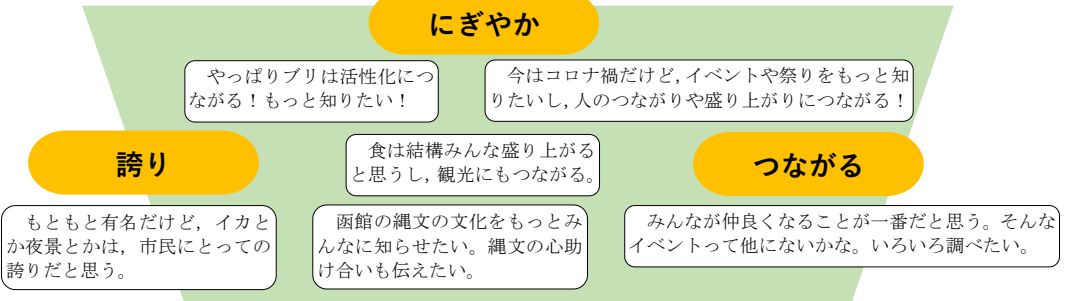 にぎやか
やっぱりブリは活性化につ
ながる！もっと知りたい！
今はコロナ禍だけど，イベントや祭りをもっと知
りたいし，人のつながりや盛り上がりにつながる！
誇り
食は結構みんな盛り上がる
と思うし，観光にもつながる。
つながる
もともと有名だけど，イカと
か夜景とかは，市民にとっての
誇りだと思う。
函館の縄文の文化をもっとみ
んなに知らせたい。縄文の心助
け合いも伝えたい。
みんなが仲良くなることが一番だと思う。そんな
イベントって他にないかな。いろいろ調べたい。